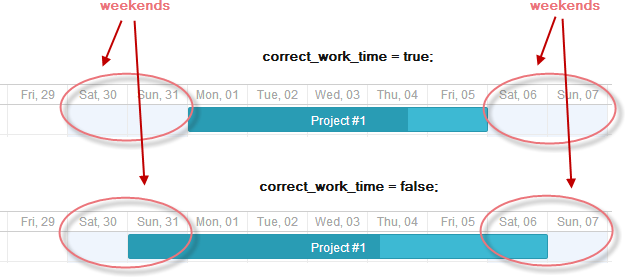 weekends weekends
correct_work_time = true;
Fri, 29 Sat, 30 Sun, 31 Mon, 01 Tue, 02 Wed, 03 Thu, 04 Fri, 05 Sat, 06 Sun, 07
Project #1
correct_work_time = false;
Fri, 29 Sat, 30 Sun, 31 Mon, 01 Tue, 02 Wed, 03 Thu, 04 Fri, 05 Sat, 06 Sun, 07
Project #1